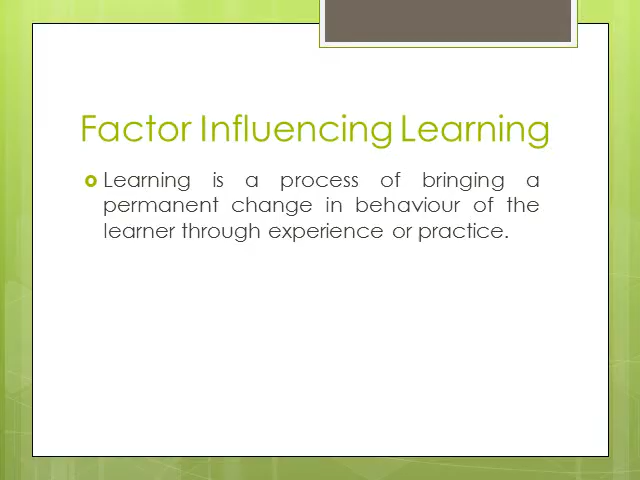 Factor Influencing Learning
Learning is a process of bringing a
permanent change in behaviour of the
learner through experience or practice.